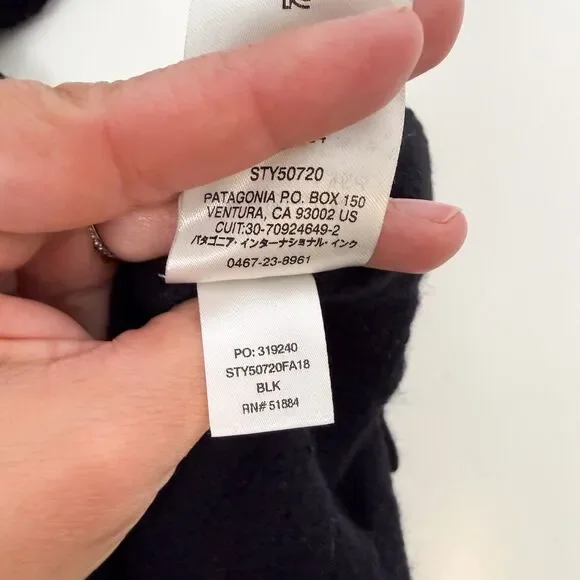 STY50720
PATAGONIA P.O. BOX 150
VENTURA, CA 93002 US
CUIT:30-70924649-2
パタゴニア・インターナショナル・インク
0467-23-8961
PO: 319240
STY50720FA18
BLK
RN# 51884